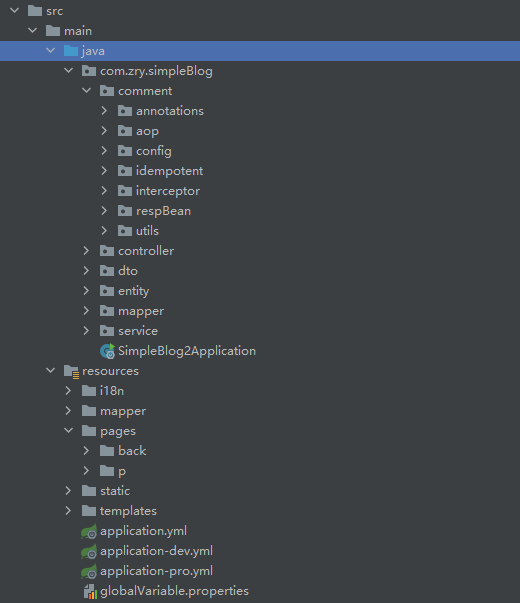 src
main
java
com.zry.simpleBlog
comment
annotations
aop
config
idempotent
interceptor
respBean
utils
controller
dto
entity
mapper
service
SimpleBlog2Application
resources
i18n
mapper
pages
back
p
static
templates
application.yml
application-dev.yml
application-pro.yml
globalVariable.properties